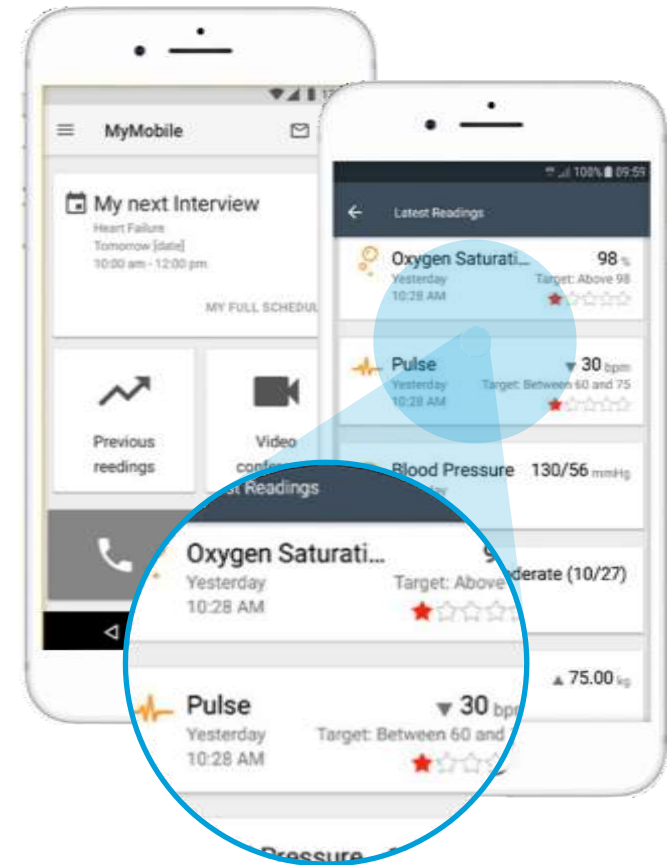 MyMobile
My next Interview
Heart Failure
Tomorrow [date]
10:00 am - 12:00 pm
MY FULL SCHEDUL
Previous
reedings
Video
100% 09:59
Latest Readings
Oxygen Saturati... 98 %
Yesterday Target: Above 98
10:28 AM
Pulse ▼ 30 bpm
Yesterday Target: Between 60 and 75
10:28 AM
Blood Pressure 130/56 mmHg
derate (10/27)
▲ 75.00 kg
st Readings
Oxygen Saturati... 9
Yesterday Target: Above
10:28 AM
Pulse ▼ 30 bp
Yesterday Target: Between 60 and
10:28 AM
Pressure